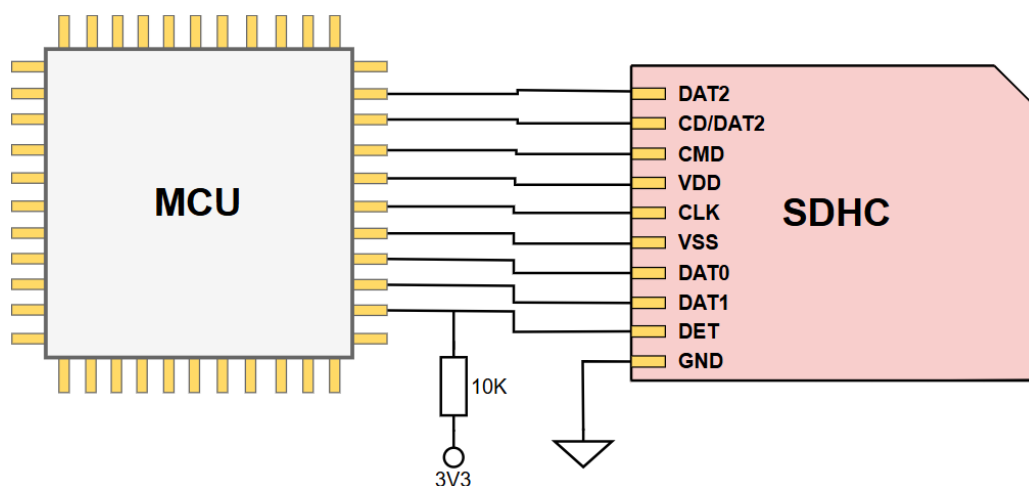 MCU
SDHC
DAT2
CD/DAT2
CMD
VDD
CLK
VSS
DAT0
DAT1
DET
GND
10K
3V3